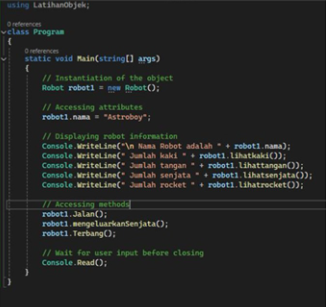 using LatihanObjek;
0 references
class Program
{
0 references
static void Main(string[] args)
{
// Instantiation of the object
Robot robot1 = new Robot();
// Accessing attributes
robot1.nama = "Astroboy";
// Displaying robot information
Console.WriteLine("\n Nama Robot adalah " + robot1.nama);
Console.WriteLine(" Jumlah kaki " + robot1.lihatkaki());
Console.WriteLine(" Jumlah tangan " + robot1.lihattangan());
Console.WriteLine(" Jumlah senjata " + robot1.lihatsenjata());
Console.WriteLine(" Jumlah rocket " + robot1.lihatrocket());
// Accessing methods
robot1.Jalan();
robot1.mengeluarkanSenjata();
robot1.Terbang();
// Wait for user input before closing
Console.Read();
}
}